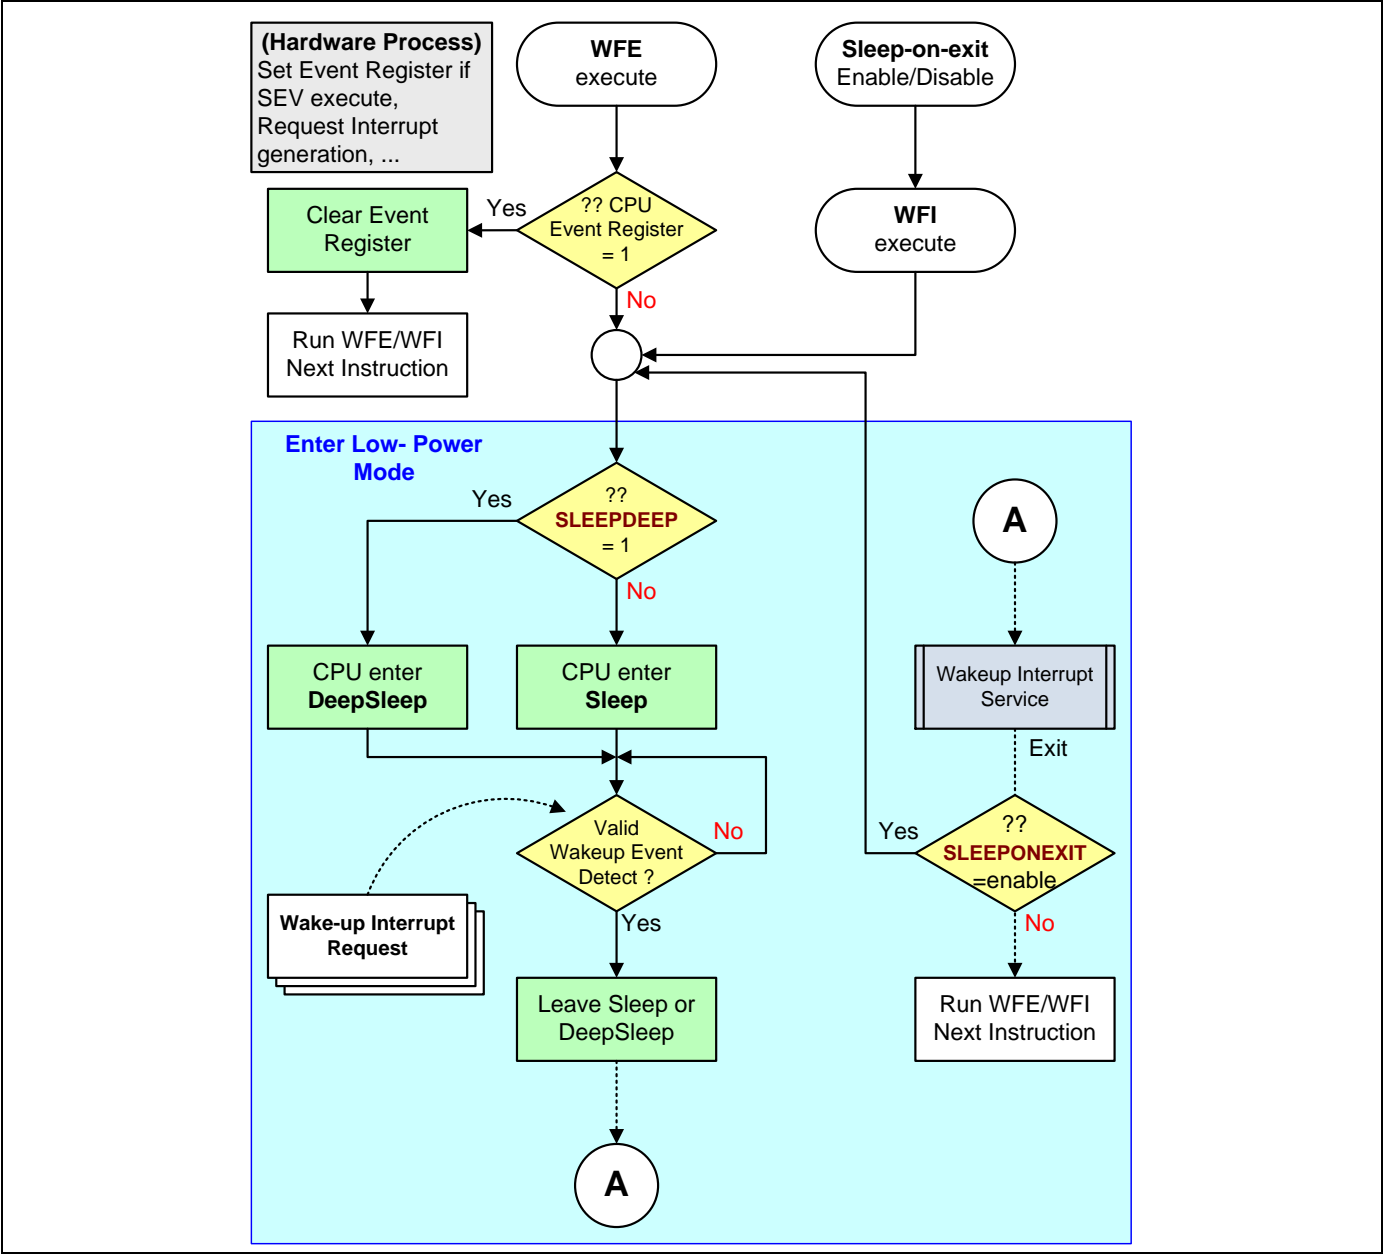 (Hardware Process)
Set Event Register if
SEV execute,
Request Interrupt
generation, ...
WFE
execute
Sleep-on-exit
Enable/Disable
Clear Event
Register
Yes
?? CPU
Event Register
= 1
No
WFI
execute
Run WFE/WFI
Next Instruction
Enter Low- Power
Mode
Yes
??
SLEEPDEEP
= 1
No
A
CPU enter
DeepSleep
CPU enter
Sleep
Wakeup Interrupt
Service
Exit
Valid
Wakeup Event
Detect ?
No
Yes
Yes
??
SLEEPONEXIT
=enable
No
Wake-up Interrupt
Request
Leave Sleep or
DeepSleep
Run WFE/WFI
Next Instruction
A